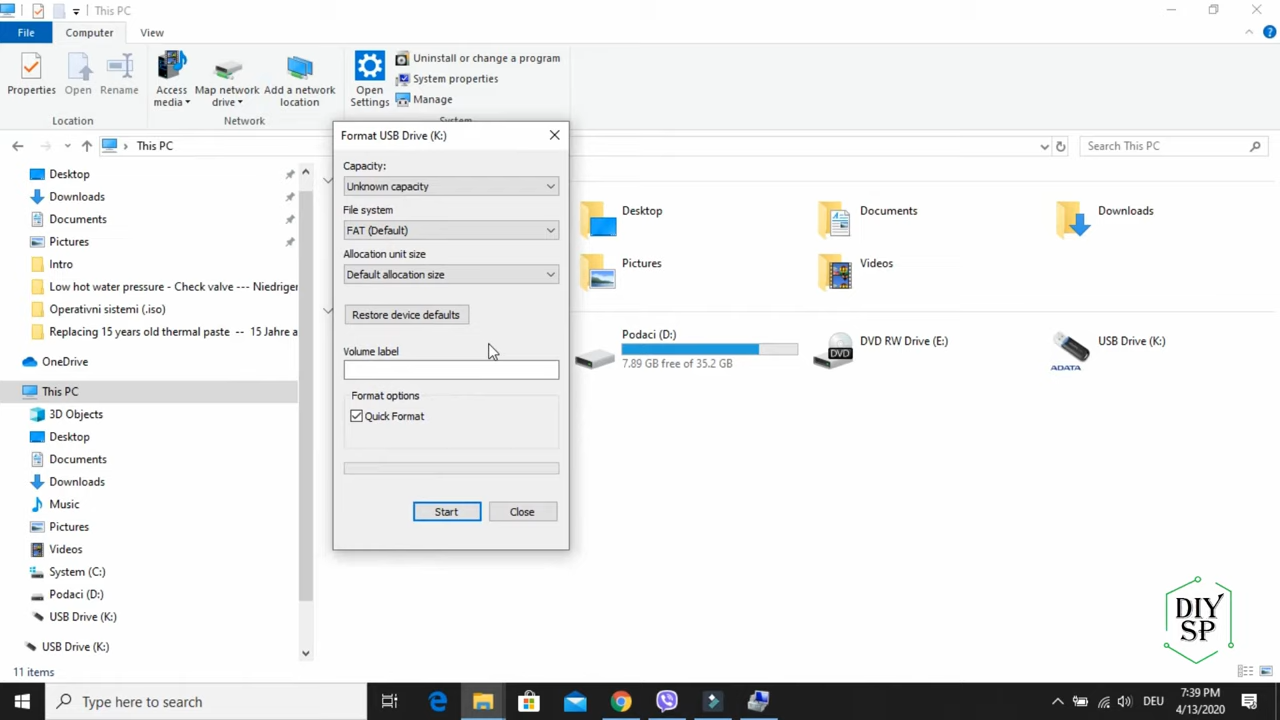 This PC
File
Computer
View
Properties
Open
Rename
Access media
Map network drive
Add a network location
Open Settings
Uninstall or change a program
System properties
Manage
Location
Network
System
This PC
Search This PC
Desktop
Downloads
Documents
Pictures
Intro
Low hot water pressure - Check valve --- Niedriger
Operativni sistemi (.iso)
Replacing 15 years old thermal paste -- 15 Jahre a
OneDrive
This PC
3D Objects
Desktop
Documents
Downloads
Music
Pictures
Videos
System (C:)
Podaci (D:)
USB Drive (K:)
USB Drive (K:)
11 items
Format USB Drive (K:)
Capacity:
Unknown capacity
File system
FAT (Default)
Allocation unit size
Default allocation size
Restore device defaults
Volume label
Format options
Quick Format
Start
Close
Desktop
Documents
Downloads
Pictures
Videos
Podaci (D:)
7.89 GB free of 35.2 GB
DVD
DVD RW Drive (E:)
ADATA
USB Drive (K:)
DIY
SP
Type here to search
DEU
7:39 PM
4/13/2020